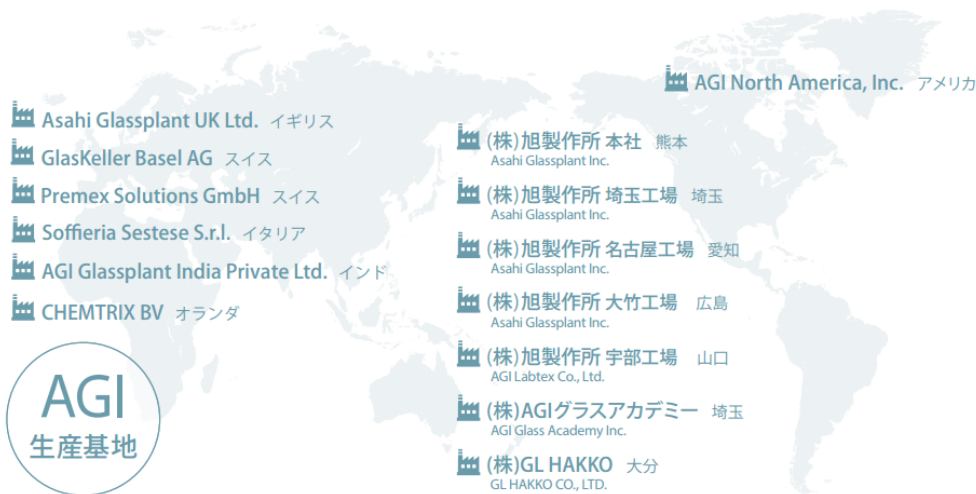 AGI North America, Inc. アメリカ
Asahi Glassplant UK Ltd. イギリス
GlasKeller Basel AG スイス
Premex Solutions GmbH スイス
Soffieria Sestese S.r.l. イタリア
AGI Glassplant India Private Ltd. インド
CHEMTRIX BV オランダ
AGI
生産基地
(株)旭製作所 本社 熊本
Asahi Glassplant Inc.
(株)旭製作所 埼玉工場 埼玉
Asahi Glassplant Inc.
(株)旭製作所 名古屋工場 愛知
Asahi Glassplant Inc.
(株)旭製作所 大竹工場 広島
Asahi Glassplant Inc.
(株)旭製作所 宇部工場 山口
AGI Labtex Co., Ltd.
(株)AGIグラスアカデミー 埼玉
AGI Glass Academy Inc.
(株)GL HAKKO 大分
GL HAKKO CO., LTD.